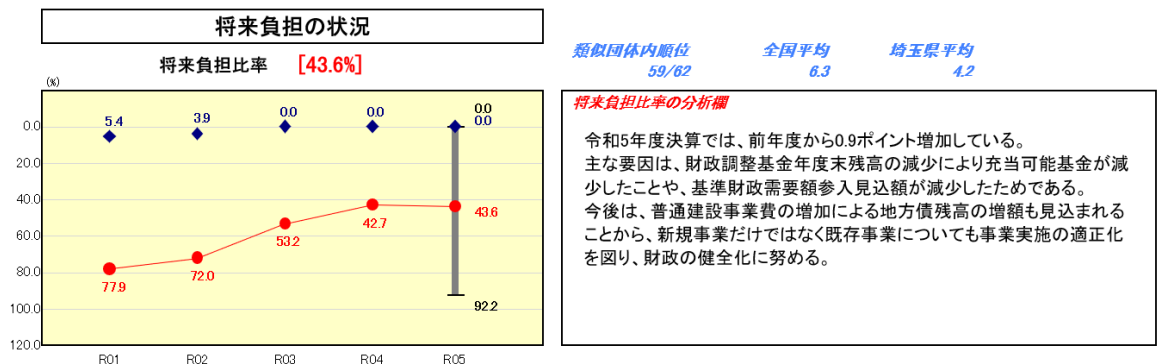 将来負担の状況
将来負担比率 [43.6%]
類似団体内順位 全国平均 埼玉県平均
59/62 6.3 4.2
(%)
0.0
20.0
40.0
60.0
80.0
100.0
120.0
5.4 3.9 0.0 0.0 0.0
0.0
77.9 72.0 53.2 42.7 43.6
92.2
R01 R02 R03 R04 R05
将来負担比率の分析欄
令和5年度決算では、前年度から0.9ポイント増加している。
主な要因は、財政調整基金年度末残高の減少により充当可能基金が減
少したことや、基準財政需要額参入見込額が減少したためである。
今後は、普通建設事業費の増加による地方債残高の増額も見込まれる
ことから、新規事業だけではなく既存事業についても事業実施の適正化
を図り、財政の健全化に努める。